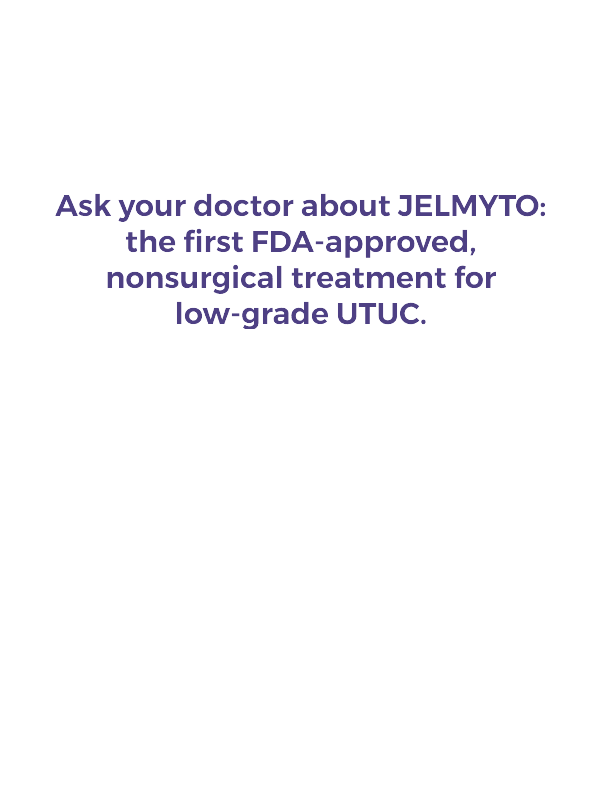 Ask your doctor about JELMYTO:
the first FDA-approved,
nonsurgical treatment for
low-grade UTUC.